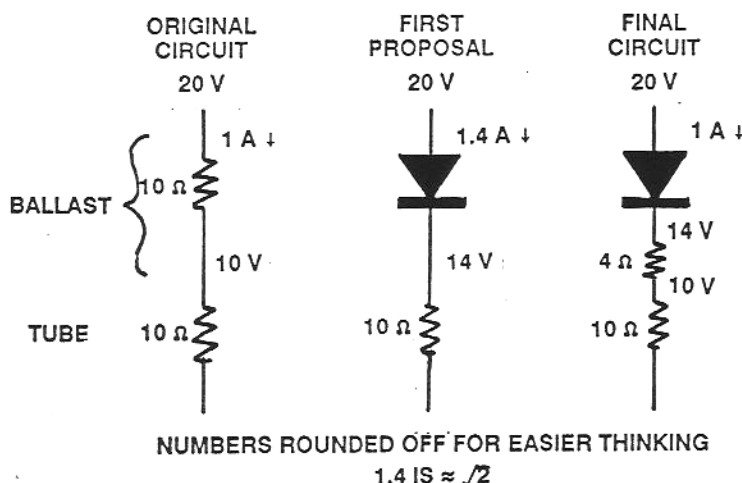 ORIGINAL
CIRCUIT
20 V
1 A ↓
10 Ω
BALLAST
10 V
TUBE
10 Ω
FIRST
PROPOSAL
20 V
1.4 A ↓
14 V
10 Ω
FINAL
CIRCUIT
20 V
1 A ↓
14 V
4 Ω
10 V
10 Ω
NUMBERS ROUNDED OFF FOR EASIER THINKING
1.4 IS ≈ √2